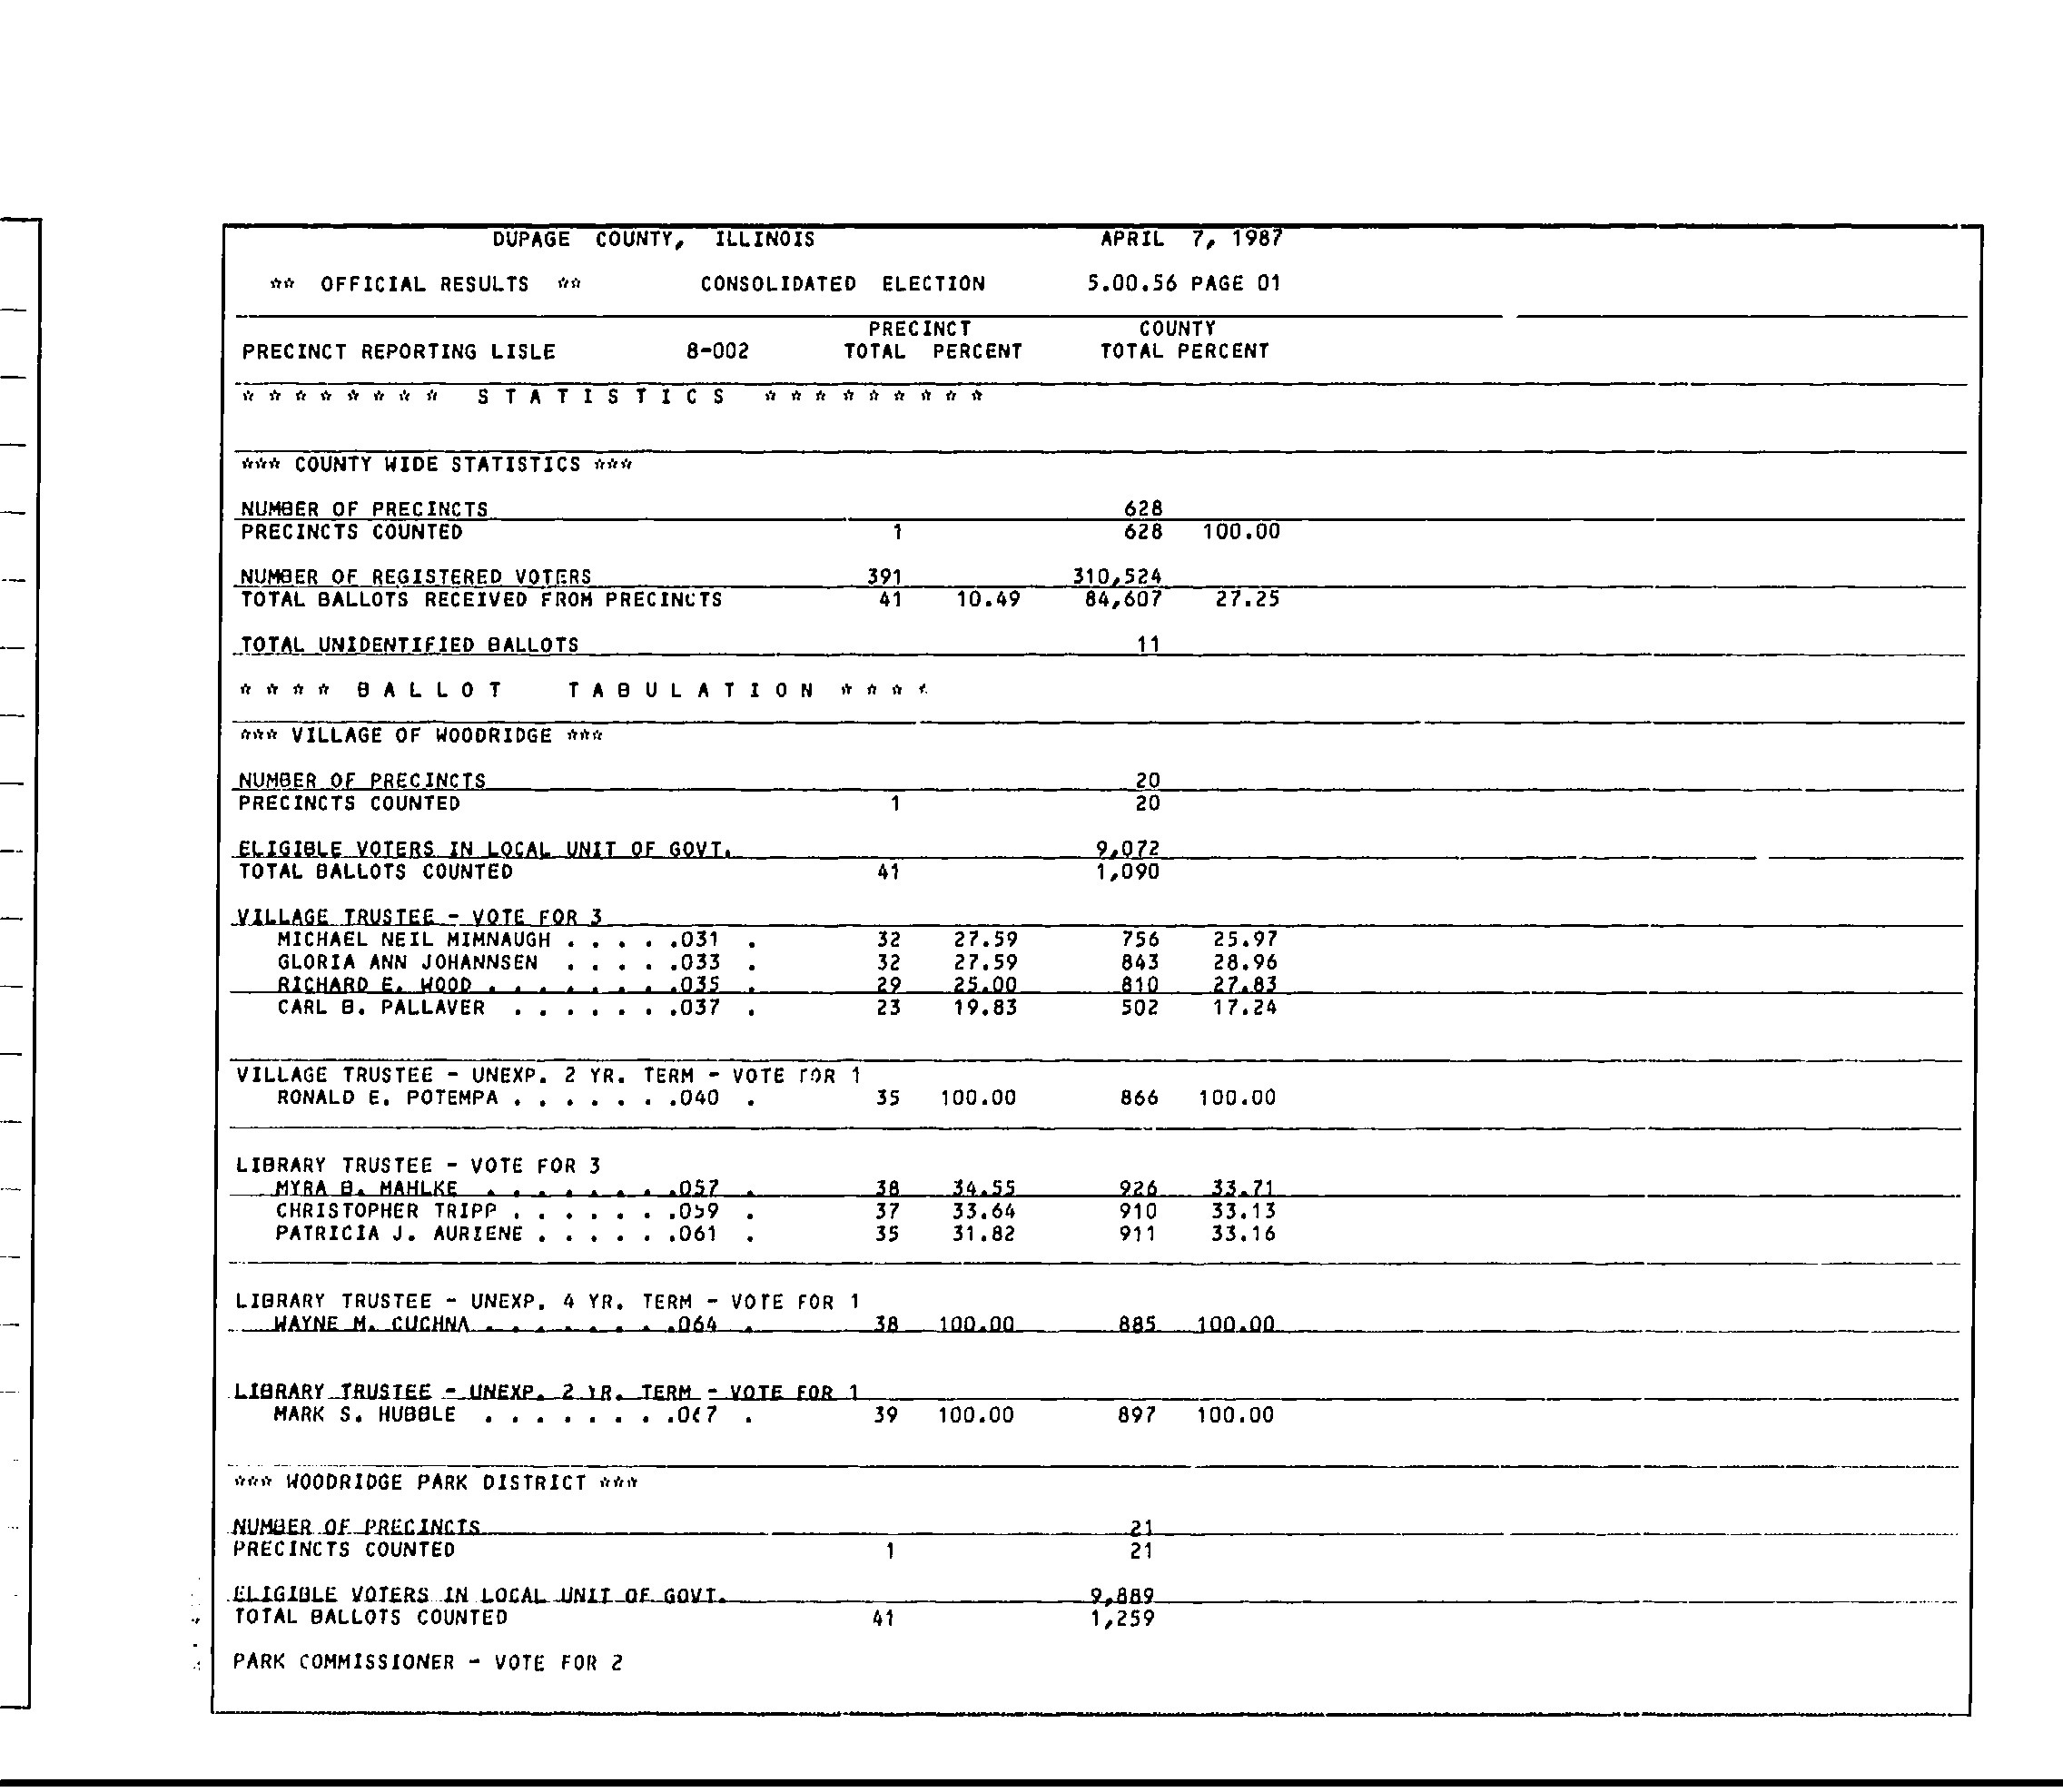 DUPAGE COUNTY, ILLINOIS APRIL 7, 1987
** OFFICIAL RESULTS ** CONSOLIDATED ELECTION 5.00.56 PAGE 01
PRECINCT COUNTY
PRECINCT REPORTING LISLE 8-002 TOTAL PERCENT TOTAL PERCENT
* * * * * * * * S T A T I S T I C S * * * * * * * * *
*** COUNTY WIDE STATISTICS ***
NUMBER OF PRECINCTS 628
PRECINCTS COUNTED 1 628 100.00
NUMBER OF REGISTERED VOTERS 391 310,524
TOTAL BALLOTS RECEIVED FROM PRECINCTS 41 10.49 84,607 27.25
TOTAL UNIDENTIFIED BALLOTS 11
* * * * B A L L O T T A B U L A T I O N * * * *
*** VILLAGE OF WOODRIDGE ***
NUMBER OF PRECINCTS 20
PRECINCTS COUNTED 1 20
ELIGIBLE VOTERS IN LOCAL UNIT OF GOVT. 9,072
TOTAL BALLOTS COUNTED 41 1,090
VILLAGE TRUSTEE - VOTE FOR 3
MICHAEL NEIL MIMNAUGH . . . . .031 . 32 27.59 756 25.97
GLORIA ANN JOHANNSEN . . . . .033 . 32 27.59 843 28.96
RICHARD E. WOOD . . . . . . . .035 . 29 25.00 810 27.83
CARL B. PALLAVER . . . . . . .037 . 23 19.83 502 17.24
VILLAGE TRUSTEE - UNEXP. 2 YR. TERM - VOTE FOR 1
RONALD E. POTEMPA . . . . . . .040 . 35 100.00 866 100.00
LIBRARY TRUSTEE - VOTE FOR 3
MYRA B. MAHLKE . . . . . . . .057 . 38 34.55 926 33.71
CHRISTOPHER TRIPP . . . . . . .059 . 37 33.64 910 33.13
PATRICIA J. AURIENE . . . . . .061 . 35 31.82 911 33.16
LIBRARY TRUSTEE - UNEXP. 4 YR. TERM - VOTE FOR 1
WAYNE M. CUCHNA . . . . . . . .064 . 38 100.00 885 100.00
LIBRARY TRUSTEE - UNEXP. 2 YR. TERM - VOTE FOR 1
MARK S. HUBBLE . . . . . . . .067 . 39 100.00 897 100.00
*** WOODRIDGE PARK DISTRICT ***
NUMBER OF PRECINCTS 21
PRECINCTS COUNTED 1 21
ELIGIBLE VOTERS IN LOCAL UNIT OF GOVT. 9,889
TOTAL BALLOTS COUNTED 41 1,259
PARK COMMISSIONER - VOTE FOR 2